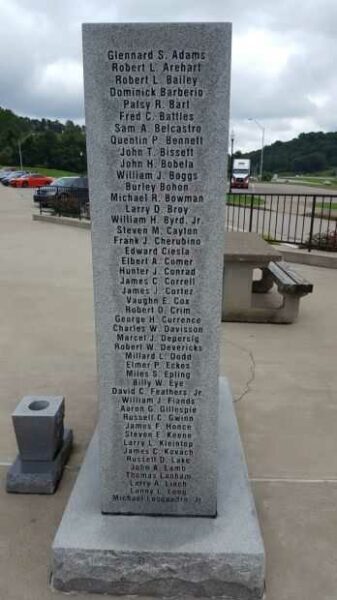 Glennard S. Adams
Robert L. Arehart
Robert L. Bailey
Dominick Barberio
Patsy R. Bart
Fred C. Battles
Sam A. Belcastro
Quentin P. Bennett
John T. Bissett
John H. Bobela
William J. Boggs
Burley Bohon
Michael R. Bowman
Larry D. Broy
William H. Byrd, Jr.
Steven M. Cayton
Frank J. Cherubino
Edward Ciesla
Elbert A. Comer
Hunter J. Conrad
James C. Correll
James J. Cortez
Vaughn E. Cox
Robert D. Crim
George H. Currence
Charles W. Davisson
Marcel J. Depersig
Robert W. Devericks
Millard L. Dodd
Elmer P. Eckes
Miles S. Epling
Billy W. Eye
David C. Feathers, Jr
William J. Fiands
Aaron G. Gillespie
Russell C. Gwinn
James F. Honce
Steven E. Keene
Larry L. Kleintop
James C. Kovach
Russell D. Lake
John A. Lamb
Thomas Lanham
Larry A. Linch
Lanny L. Long
Michael Losquadro, Jr.